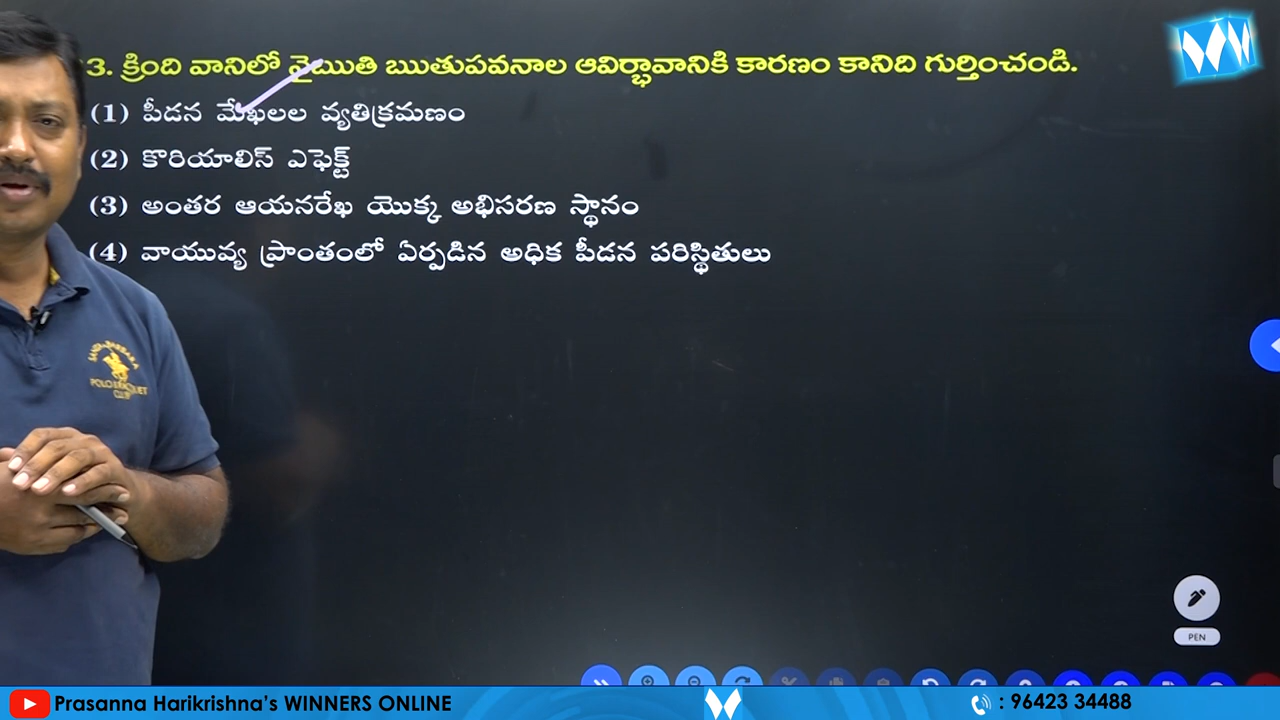 3. క్రింది వానిలో నైఋతి ఋతుపవనాల ఆవిర్భావానికి కారణం కానిది గుర్తించండి.
(1) పీడన మేఖలల వ్యతిక్రమణం
(2) కొరియాలిస్ ఎఫెక్ట్
(3) అంతర ఆయనరేఖ యొక్క అభిసరణ స్థానం
(4) వాయువ్య ప్రాంతంలో ఏర్పడిన అధిక పీడన పరిస్థితులు
PEN
Prasanna Harikrishna's WINNERS ONLINE
: 96423 34488